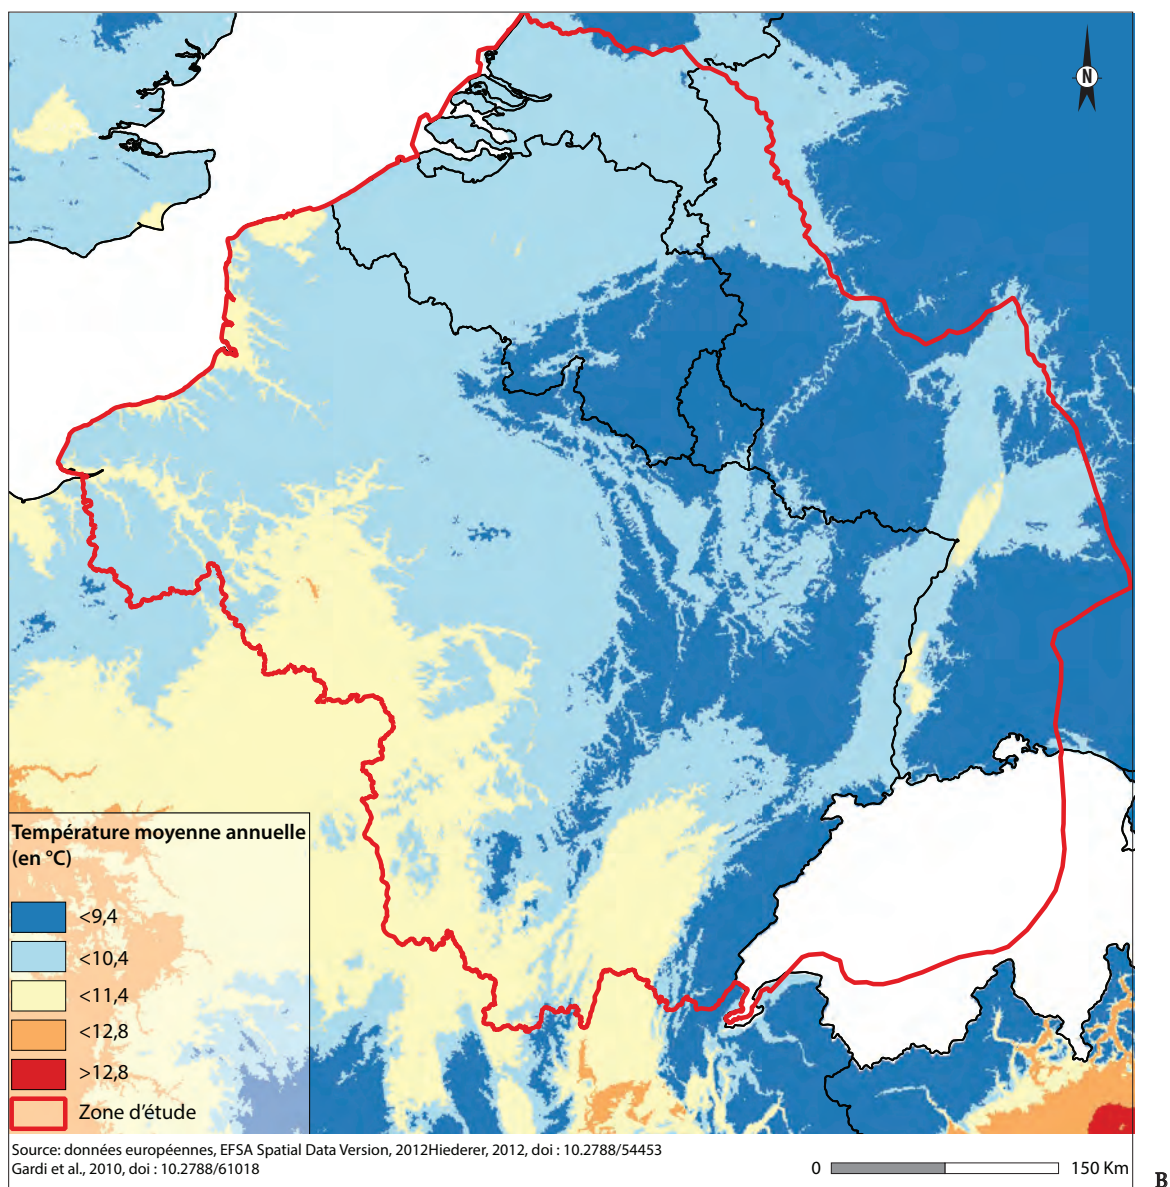 N
Température moyenne annuelle
(en °C)
<9,4
<10,4
<11,4
<12,8
>12,8
Zone d'étude
Source: données européennes, EFSA Spatial Data Version, 2012Hiederer, 2012, doi : 10.2788/54453
Gardi et al., 2010, doi : 10.2788/61018
0 150 Km
B